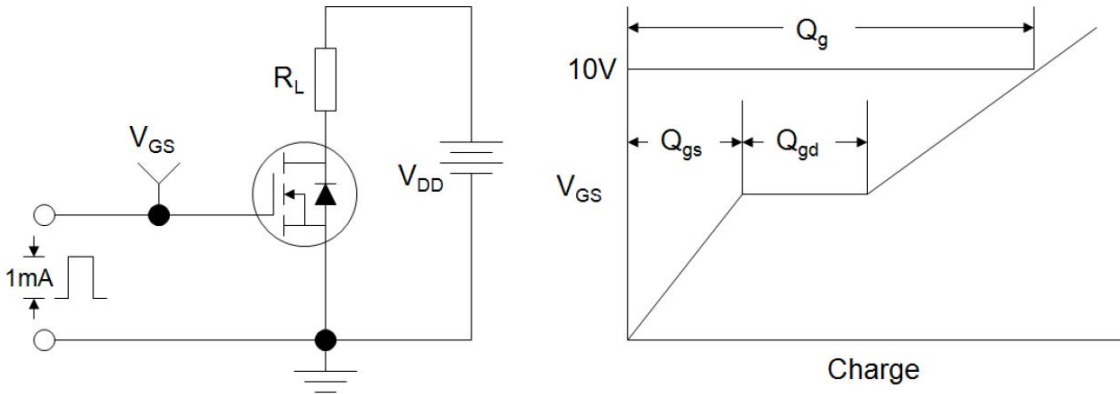 R_L
V_GS
V_DD
1mA
Q_g
10V
Q_gs
Q_gd
V_GS
Charge